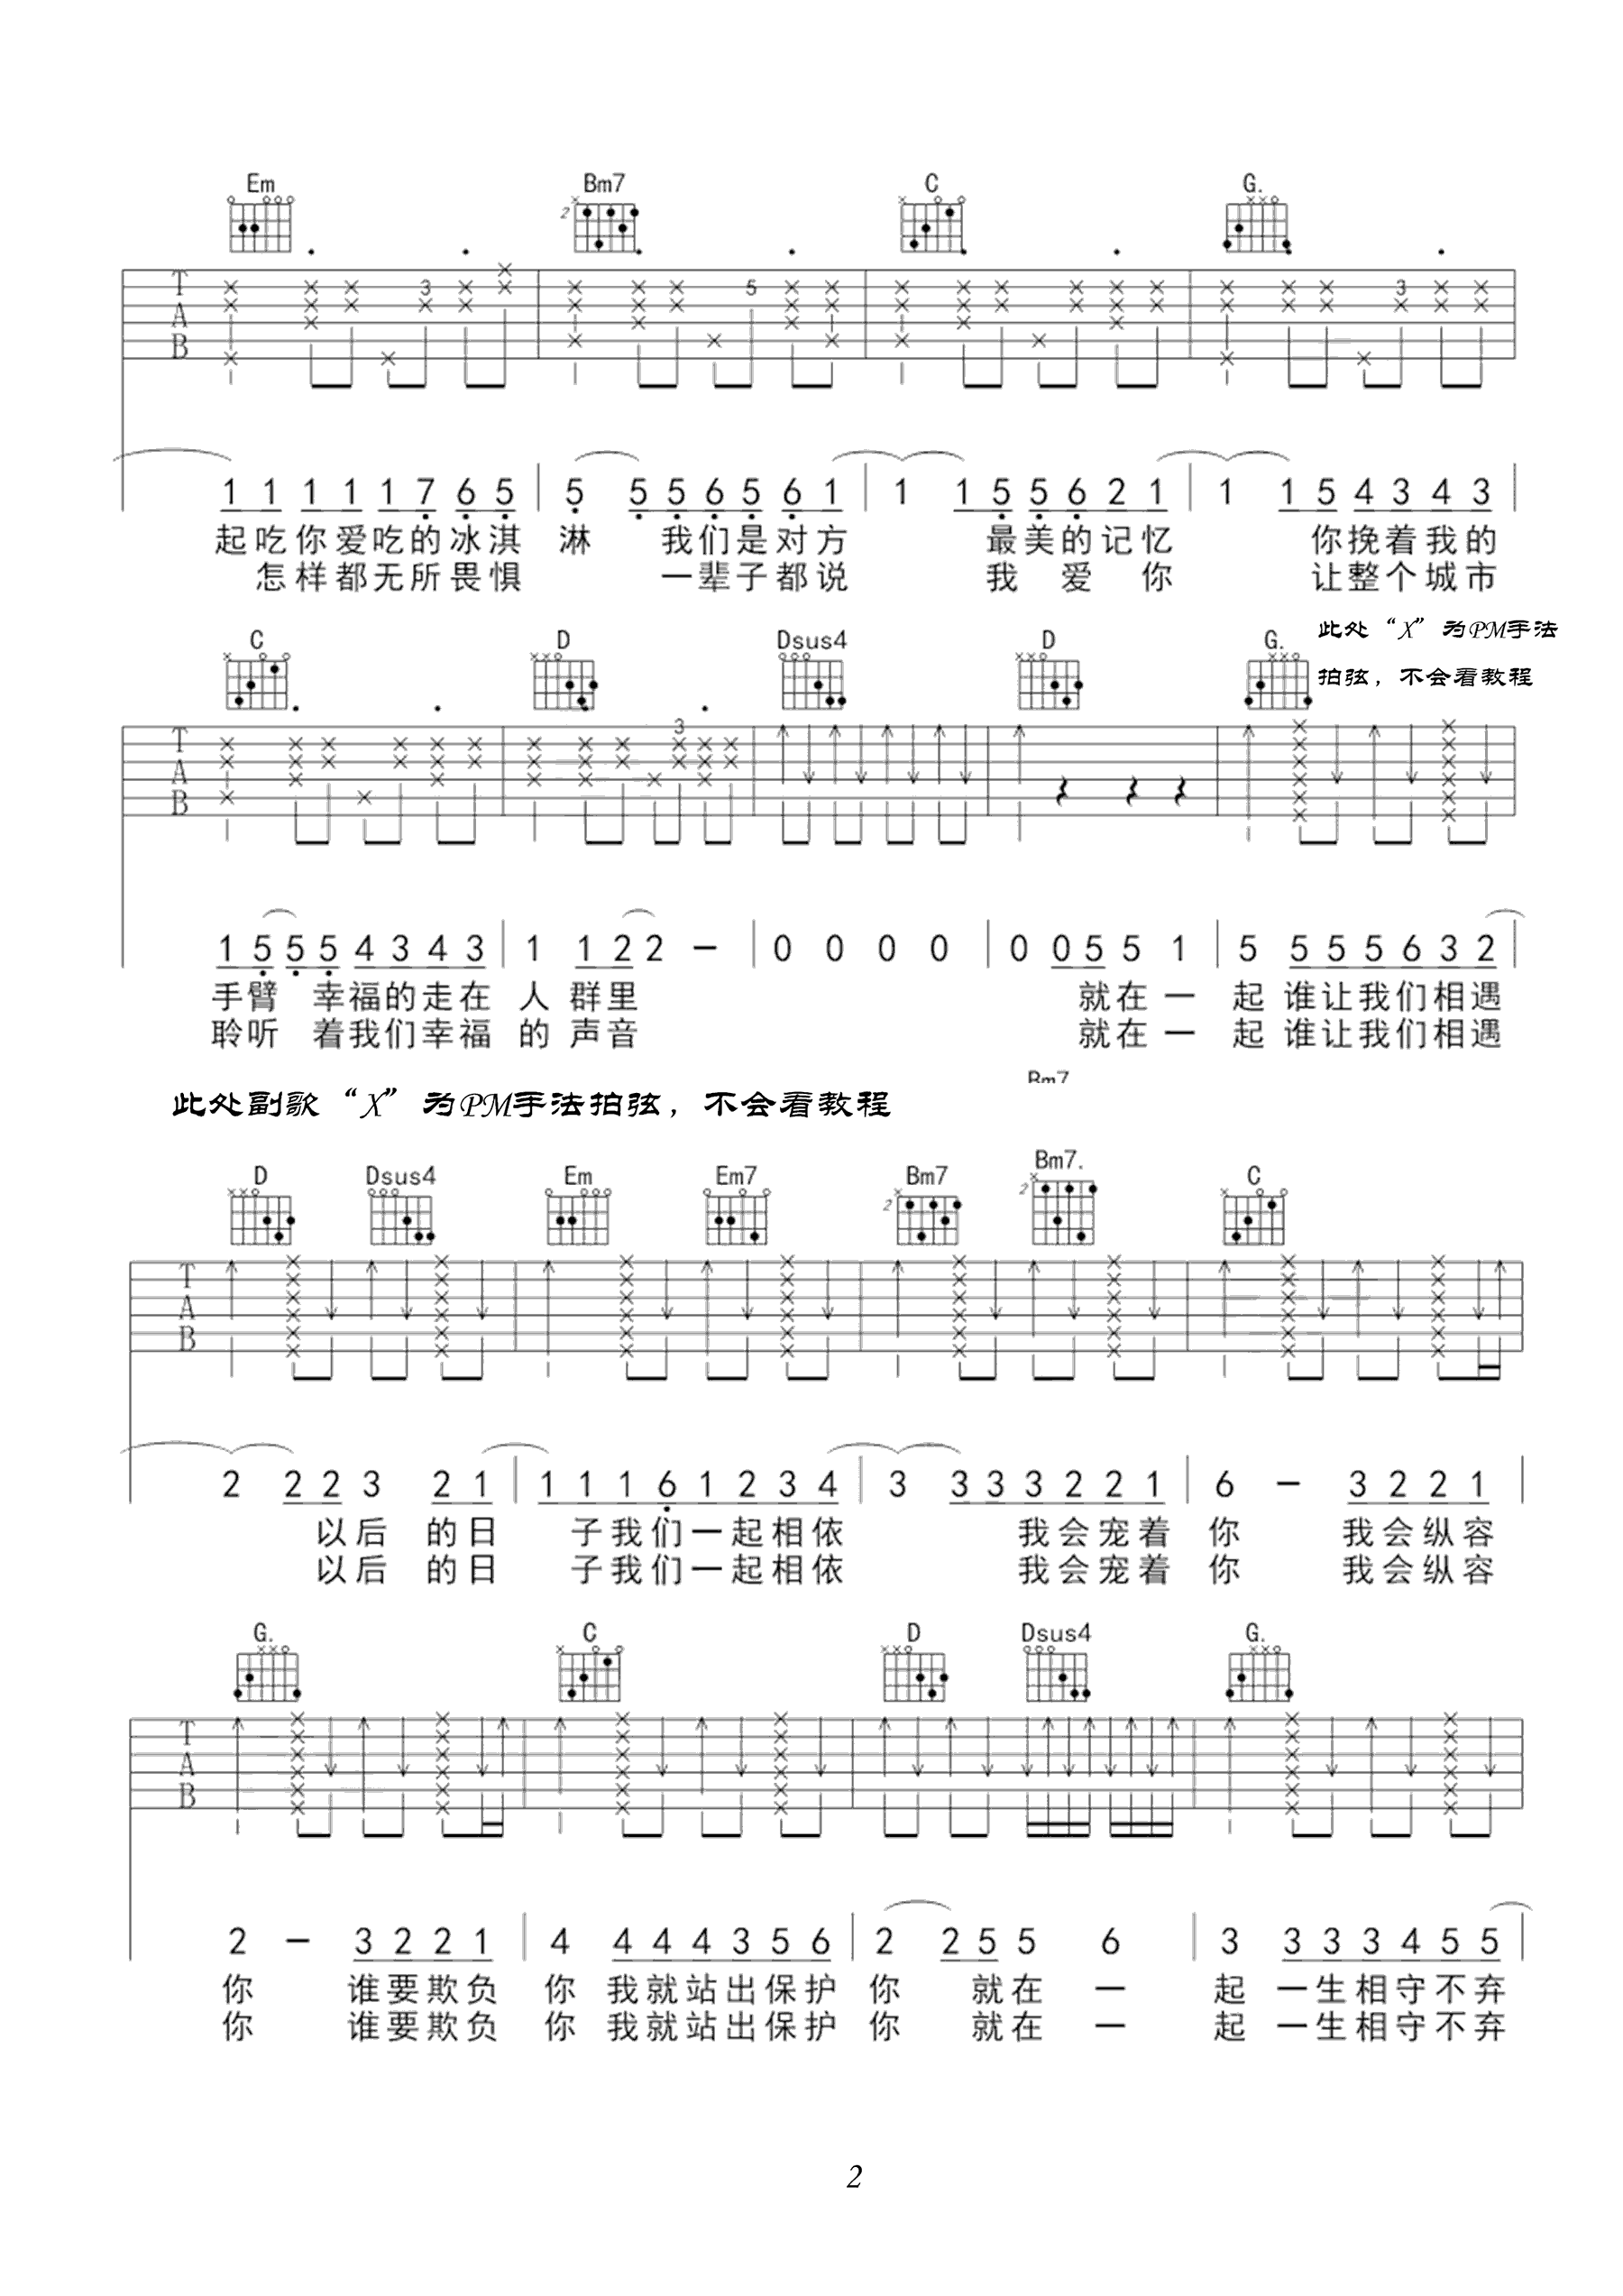 Em Bm7 C G.
2
T A B 3 5 3
1 1 1 1 1 7 6 5 | 5 5 5 6 5 6 1 | 1 1 5 5 6 2 1 | 1 1 5 4 3 4 3 |
起吃你爱吃的冰淇 淋 我们是对方 最美的记忆 你挽着我的
怎样都无所畏惧 一辈子都说 我 爱 你 让整个城市
此处“X”为PM手法
拍弦，不会看教程
C D Dsus4 D G.
T A B 3
1 5 5 5 4 3 4 3 | 1 1 2 2 – | 0 0 0 0 | 0 0 5 5 1 | 5 5 5 5 6 3 2 |
手臂 幸福的走在 人 群里 就在一 起 谁让我们相遇
聆听 着我们幸福 的 声音 就在一 起 谁让我们相遇
Bm7
此处副歌“X”为PM手法拍弦，不会看教程
D Dsus4 Em Em7 Bm7 Bm7. C
2 2
T A B
2 2 2 3 2 1 | 1 1 1 6 1 2 3 4 | 3 3 3 3 2 2 1 | 6 – 3 2 2 1 |
以后 的日 子我们一起相依 我会宠着 你 我会纵容
以后 的日 子我们一起相依 我会宠着 你 我会纵容
G. C D Dsus4 G.
T A B
2 – 3 2 2 1 | 4 4 4 4 3 5 6 | 2 2 5 5 6 | 3 3 3 3 4 5 5 |
你 谁要欺负 你 我就站出保护 你 就在 一 起 一生相守不弃
你 谁要欺负 你 我就站出保护 你 就在 一 起 一生相守不弃
2